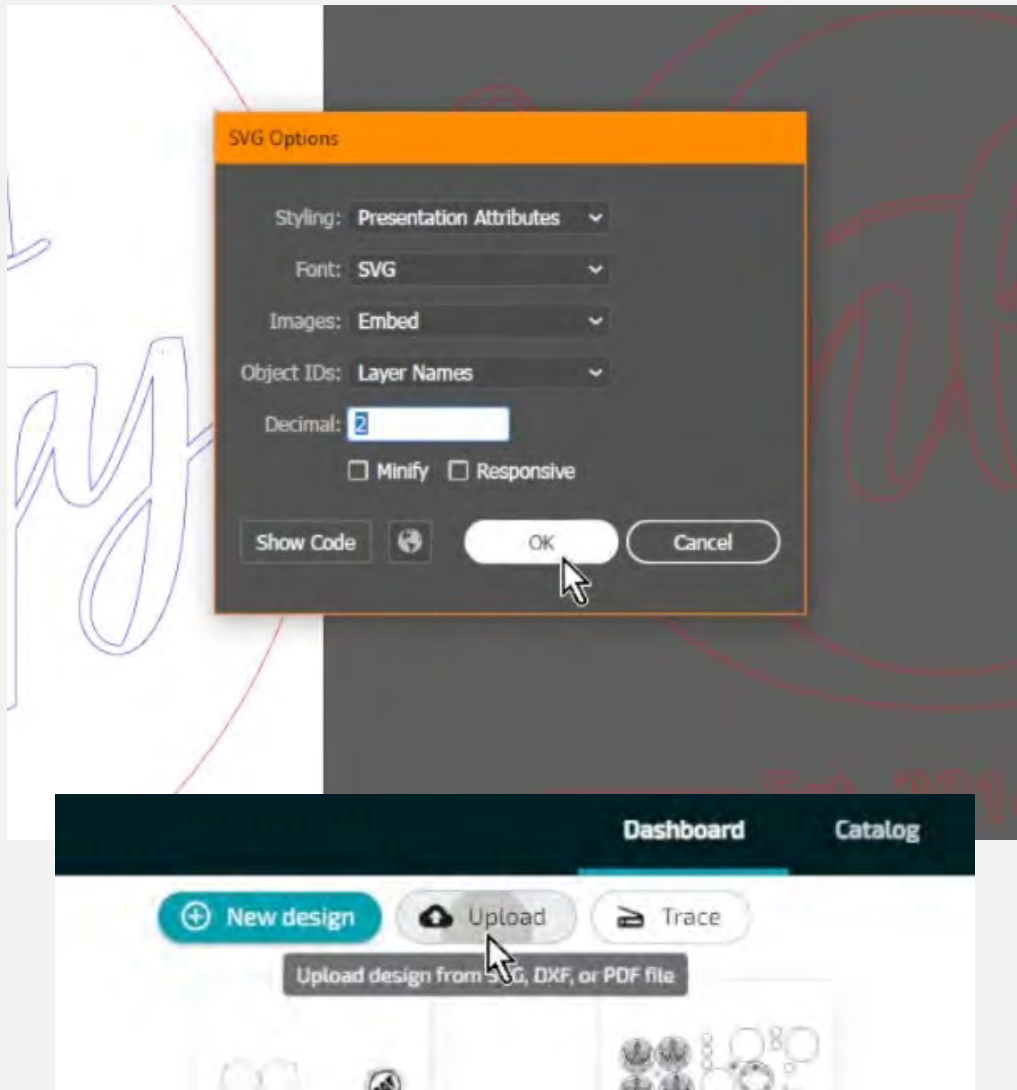 SVG Options
Styling: Presentation Attributes
Font: SVG
Images: Embed
Object IDs: Layer Names
Decimal: 2
Minify Responsive
Show Code OK Cancel
Dashboard Catalog
New design Upload Trace
Upload design from SVG, DXF, or PDF file